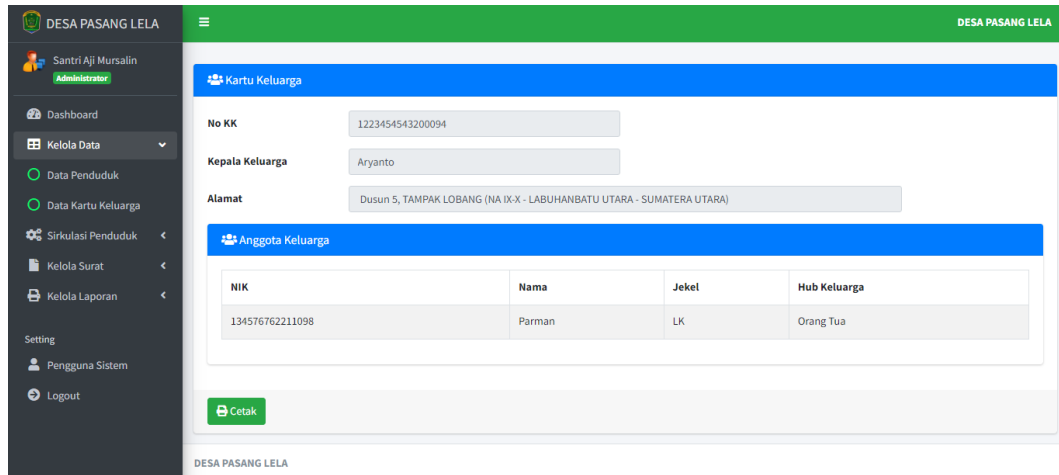 DESA PASANG LELA
DESA PASANG LELA
Santri Aji Mursalin
Administrator
Dashboard
Kelola Data
Data Penduduk
Data Kartu Keluarga
Sirkulasi Penduduk
Kelola Surat
Kelola Laporan
Setting
Pengguna Sistem
Logout
Kartu Keluarga
No KK 1223454543200094
Kepala Keluarga Aryanto
Alamat Dusun 5, TAMPAK LOBANG (NA IX-X - LABUHANBATU UTARA - SUMATERA UTARA)
Anggota Keluarga
NIK Nama Jekel Hub Keluarga
134576762211098 Parman LK Orang Tua
Cetak
DESA PASANG LELA